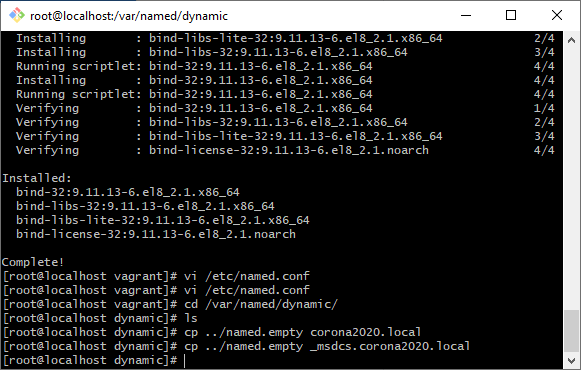 root@localhost:/var/named/dynamic
Installing : bind-libs-lite-32:9.11.13-6.el8_2.1.x86_64 2/4
Installing : bind-libs-32:9.11.13-6.el8_2.1.x86_64 3/4
Running scriptlet: bind-32:9.11.13-6.el8_2.1.x86_64 4/4
Installing : bind-32:9.11.13-6.el8_2.1.x86_64 4/4
Running scriptlet: bind-32:9.11.13-6.el8_2.1.x86_64 4/4
Verifying : bind-32:9.11.13-6.el8_2.1.x86_64 1/4
Verifying : bind-libs-32:9.11.13-6.el8_2.1.x86_64 2/4
Verifying : bind-libs-lite-32:9.11.13-6.el8_2.1.x86_64 3/4
Verifying : bind-license-32:9.11.13-6.el8_2.1.noarch 4/4
Installed:
bind-32:9.11.13-6.el8_2.1.x86_64
bind-libs-32:9.11.13-6.el8_2.1.x86_64
bind-libs-lite-32:9.11.13-6.el8_2.1.x86_64
bind-license-32:9.11.13-6.el8_2.1.noarch
Complete!
[root@localhost vagrant]# vi /etc/named.conf
[root@localhost vagrant]# vi /etc/named.conf
[root@localhost vagrant]# cd /var/named/dynamic/
[root@localhost dynamic]# ls
[root@localhost dynamic]# cp ../named.empty corona2020.local
[root@localhost dynamic]# cp ../named.empty _msdcs.corona2020.local
[root@localhost dynamic]#